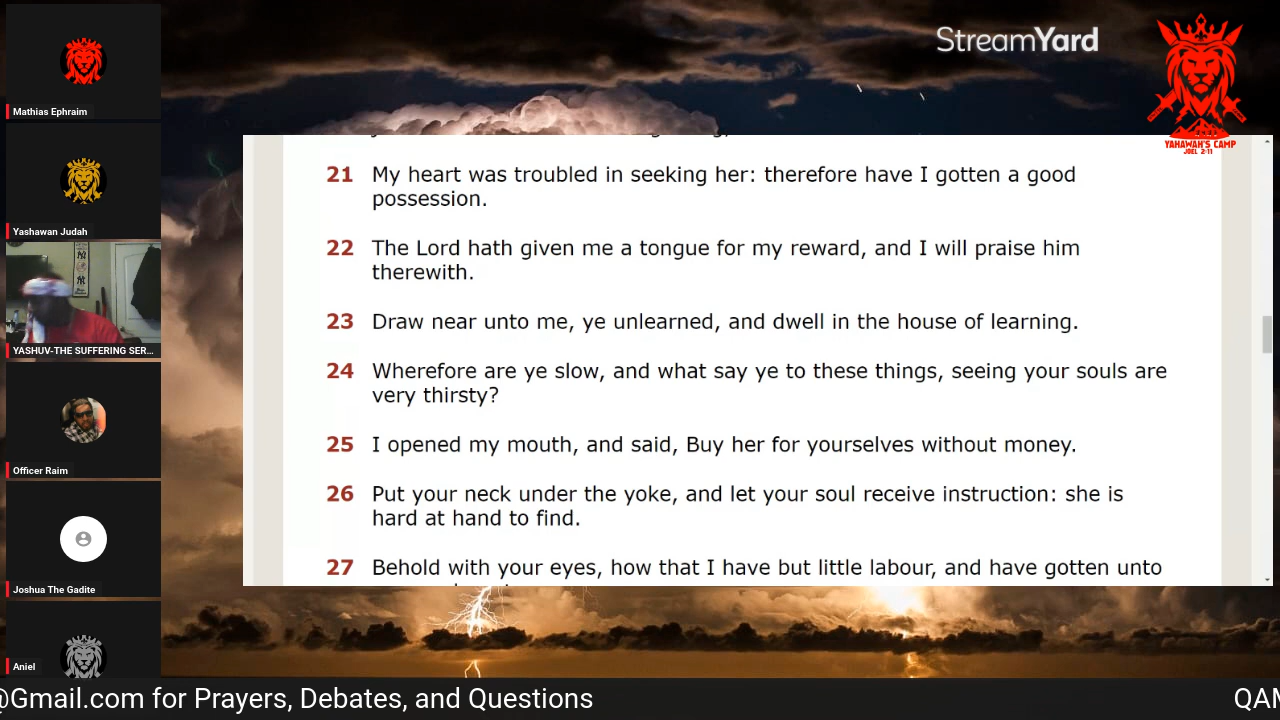 StreamYard
YAHAWAH'S CAMP
JOEL 2:11
Mathias Ephraim
Yashawan Judah
YASHUV-THE SUFFERING SER...
Officer Raim
Joshua The Gadite
Aniel
21 My heart was troubled in seeking her: therefore have I gotten a good
possession.
22 The Lord hath given me a tongue for my reward, and I will praise him
therewith.
23 Draw near unto me, ye unlearned, and dwell in the house of learning.
24 Wherefore are ye slow, and what say ye to these things, seeing your souls are
very thirsty?
25 I opened my mouth, and said, Buy her for yourselves without money.
26 Put your neck under the yoke, and let your soul receive instruction: she is
hard at hand to find.
27 Behold with your eyes, how that I have but little labour, and have gotten unto
@Gmail.com for Prayers, Debates, and Questions QAM